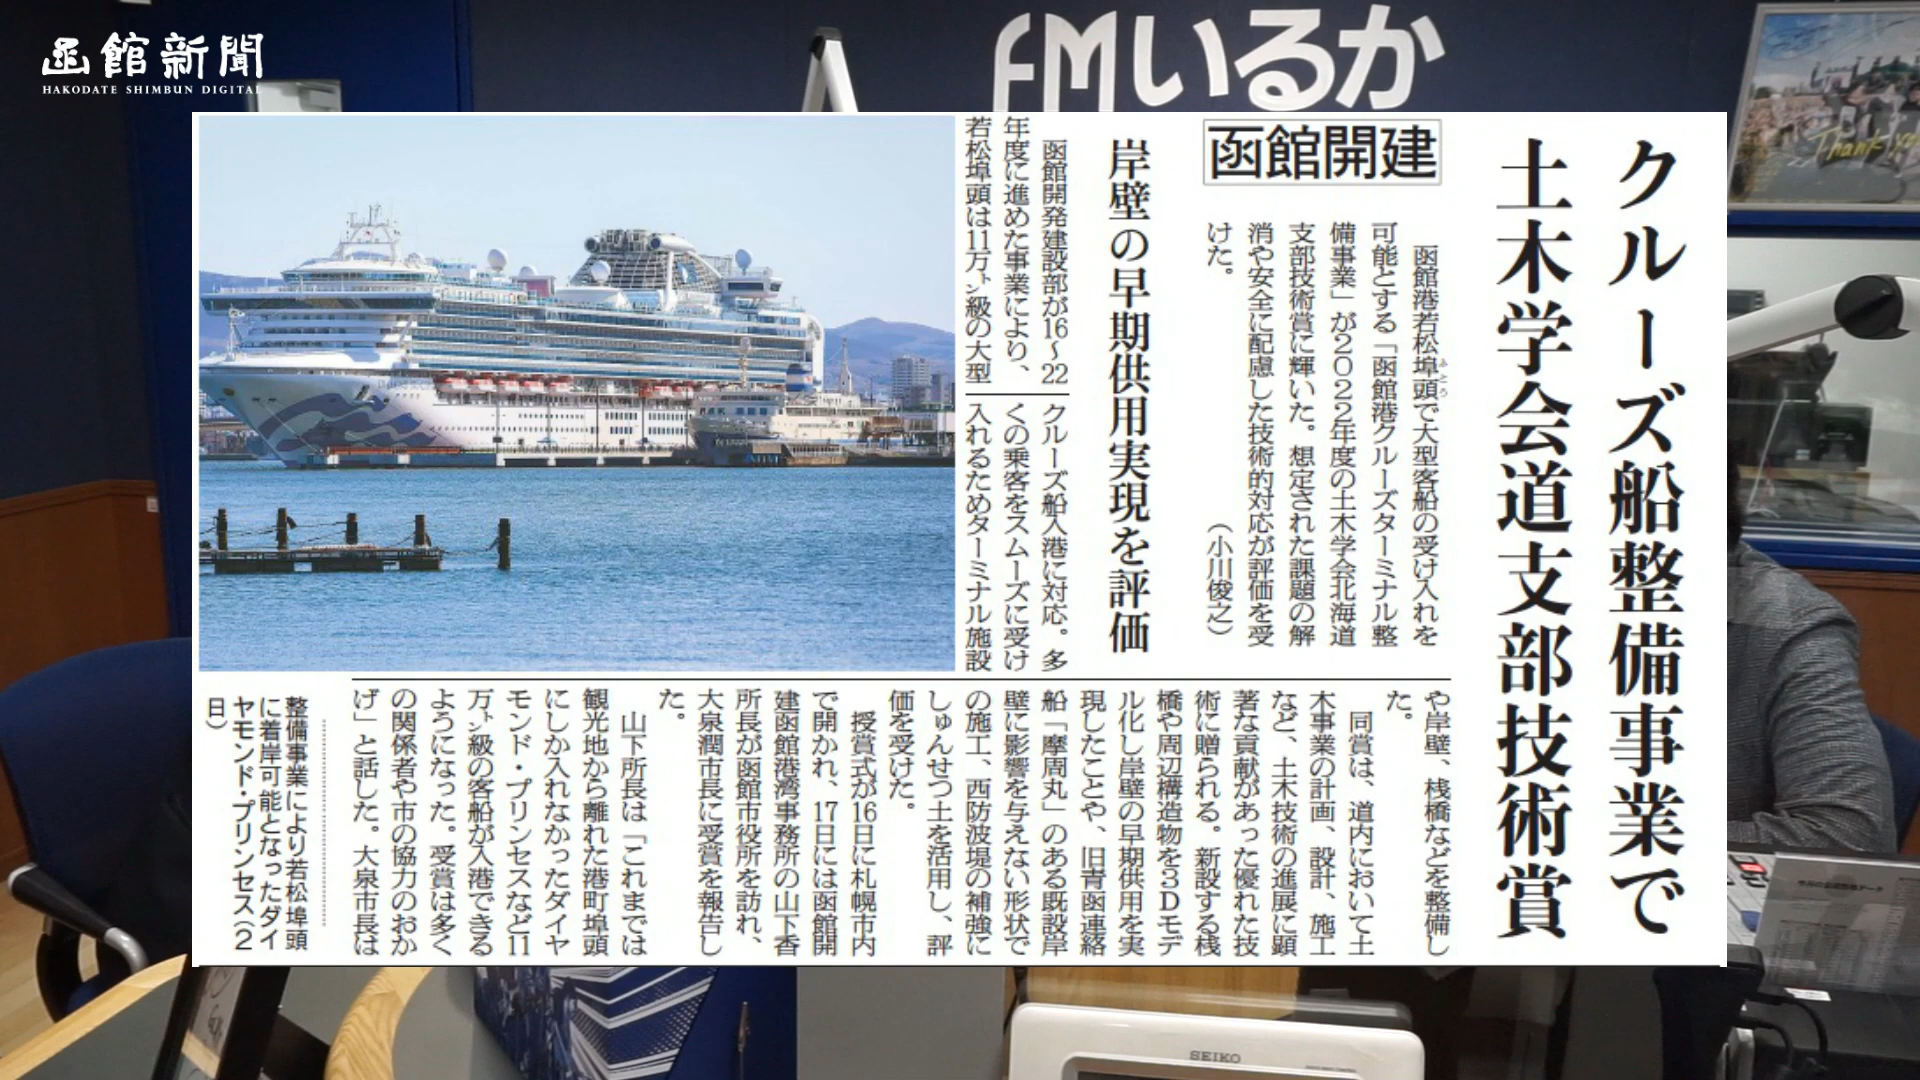 函館新聞
HAKODATE SHIMBUN DIGITAL
FMいるか
Thank yo
クルーズ船整備事業で
土木学会道支部技術賞
函館開建
函館港若松埠頭で大型客船の受け入れを
ふとう
可能とする「函館港クルーズターミナル整
備事業」が2022年度の土木学会北海道
支部技術賞に輝いた。想定された課題の解
消や安全に配慮した技術的対応が評価を受
けた。
(小川俊之)
岸壁の早期供用実現を評価
函館開発建設部が16~22
年度に進めた事業により、
若松埠頭は11万㌧級の大型
クルーズ船入港に対応。多
くの乗客をスムーズに受け
入れるためターミナル施設
や岸壁、桟橋などを整備し
た。
同賞は、道内において土
木事業の計画、設計、施工
など、土木技術の進展に顕
著な貢献があった優れた技
術に贈られる。新設する桟
橋や周辺構造物を3Dモデ
ル化し岸壁の早期供用を実
現したことや、旧青函連絡
船「摩周丸」のある既設岸
壁に影響を与えない形状で
の施工、西防波堤の補強に
しゅんせつ土を活用し、評
価を受けた。
授賞式が16日に札幌市内
で開かれ、17日には函館開
建函館港湾事務所の山下香
所長が函館市役所を訪れ、
大泉潤市長に受賞を報告し
た。
山下所長は「これまでは
観光地から離れた港町埠頭
にしか入れなかったダイヤ
モンド・プリンセスなど11
万㌧級の客船が入港できる
ようになった。受賞は多く
の関係者や市の協力のおか
げ」と話した。大泉市長は
整備事業により若松埠頭
に着岸可能となったダイ
ヤモンド・プリンセス(2
日)
SEIKO